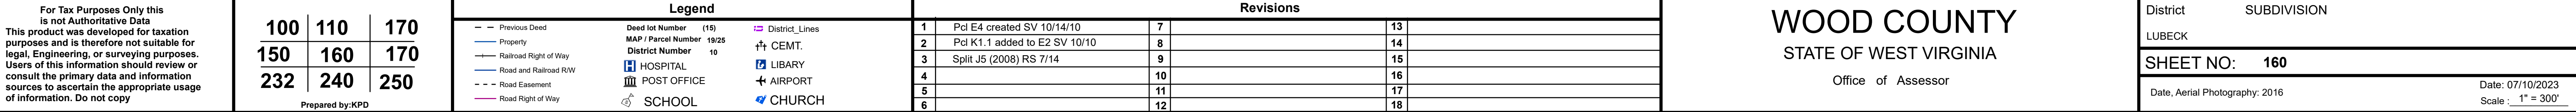 For Tax Purposes Only this
is not Authoritative Data
This product was developed for taxation
purposes and is therefore not suitable for
legal, Engineering, or surveying purposes.
Users of this information should review or
consult the primary data and information
sources to ascertain the appropriate usage
of information. Do not copy
100 110 170
150 160 170
232 240 250
Prepared by:KPD
Legend
Previous Deed
Property
Railroad Right of Way
Road and Railroad R/W
Road Easement
Road Right of Way
Deed lot Number (15)
MAP / Parcel Number 19/25
District Number 10
HOSPITAL
POST OFFICE
SCHOOL
District_Lines
CEMT.
LIBARY
AIRPORT
CHURCH
Revisions
1 Pcl E4 created SV 10/14/10
2 Pcl K1.1 added to E2 SV 10/10
3 Split J5 (2008) RS 7/14
4
5
6
7
8
9
10
11
12
13
14
15
16
17
18
WOOD COUNTY
STATE OF WEST VIRGINIA
Office of Assessor
District SUBDIVISION
LUBECK
SHEET NO: 160
Date, Aerial Photography: 2016
Date: 07/10/2023
Scale : 1" = 300'